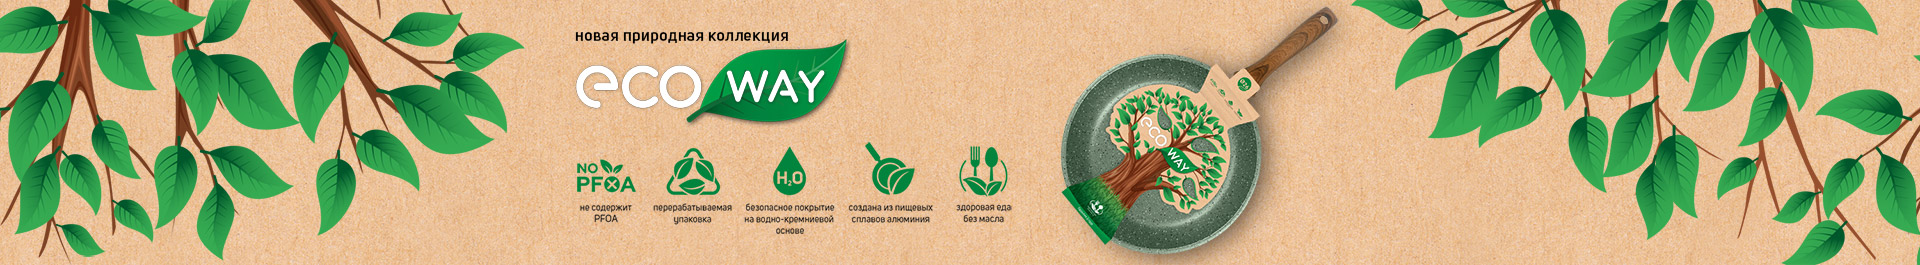 новая природная коллекция
eco WAY
NO
PFOA
H₂O
не содержит
PFOA
перерабатываемая
упаковка
безопасное покрытие
на водно-кремниевой
основе
создана из пищевых
сплавов алюминия
здоровая еда
без масла
eco
WAY